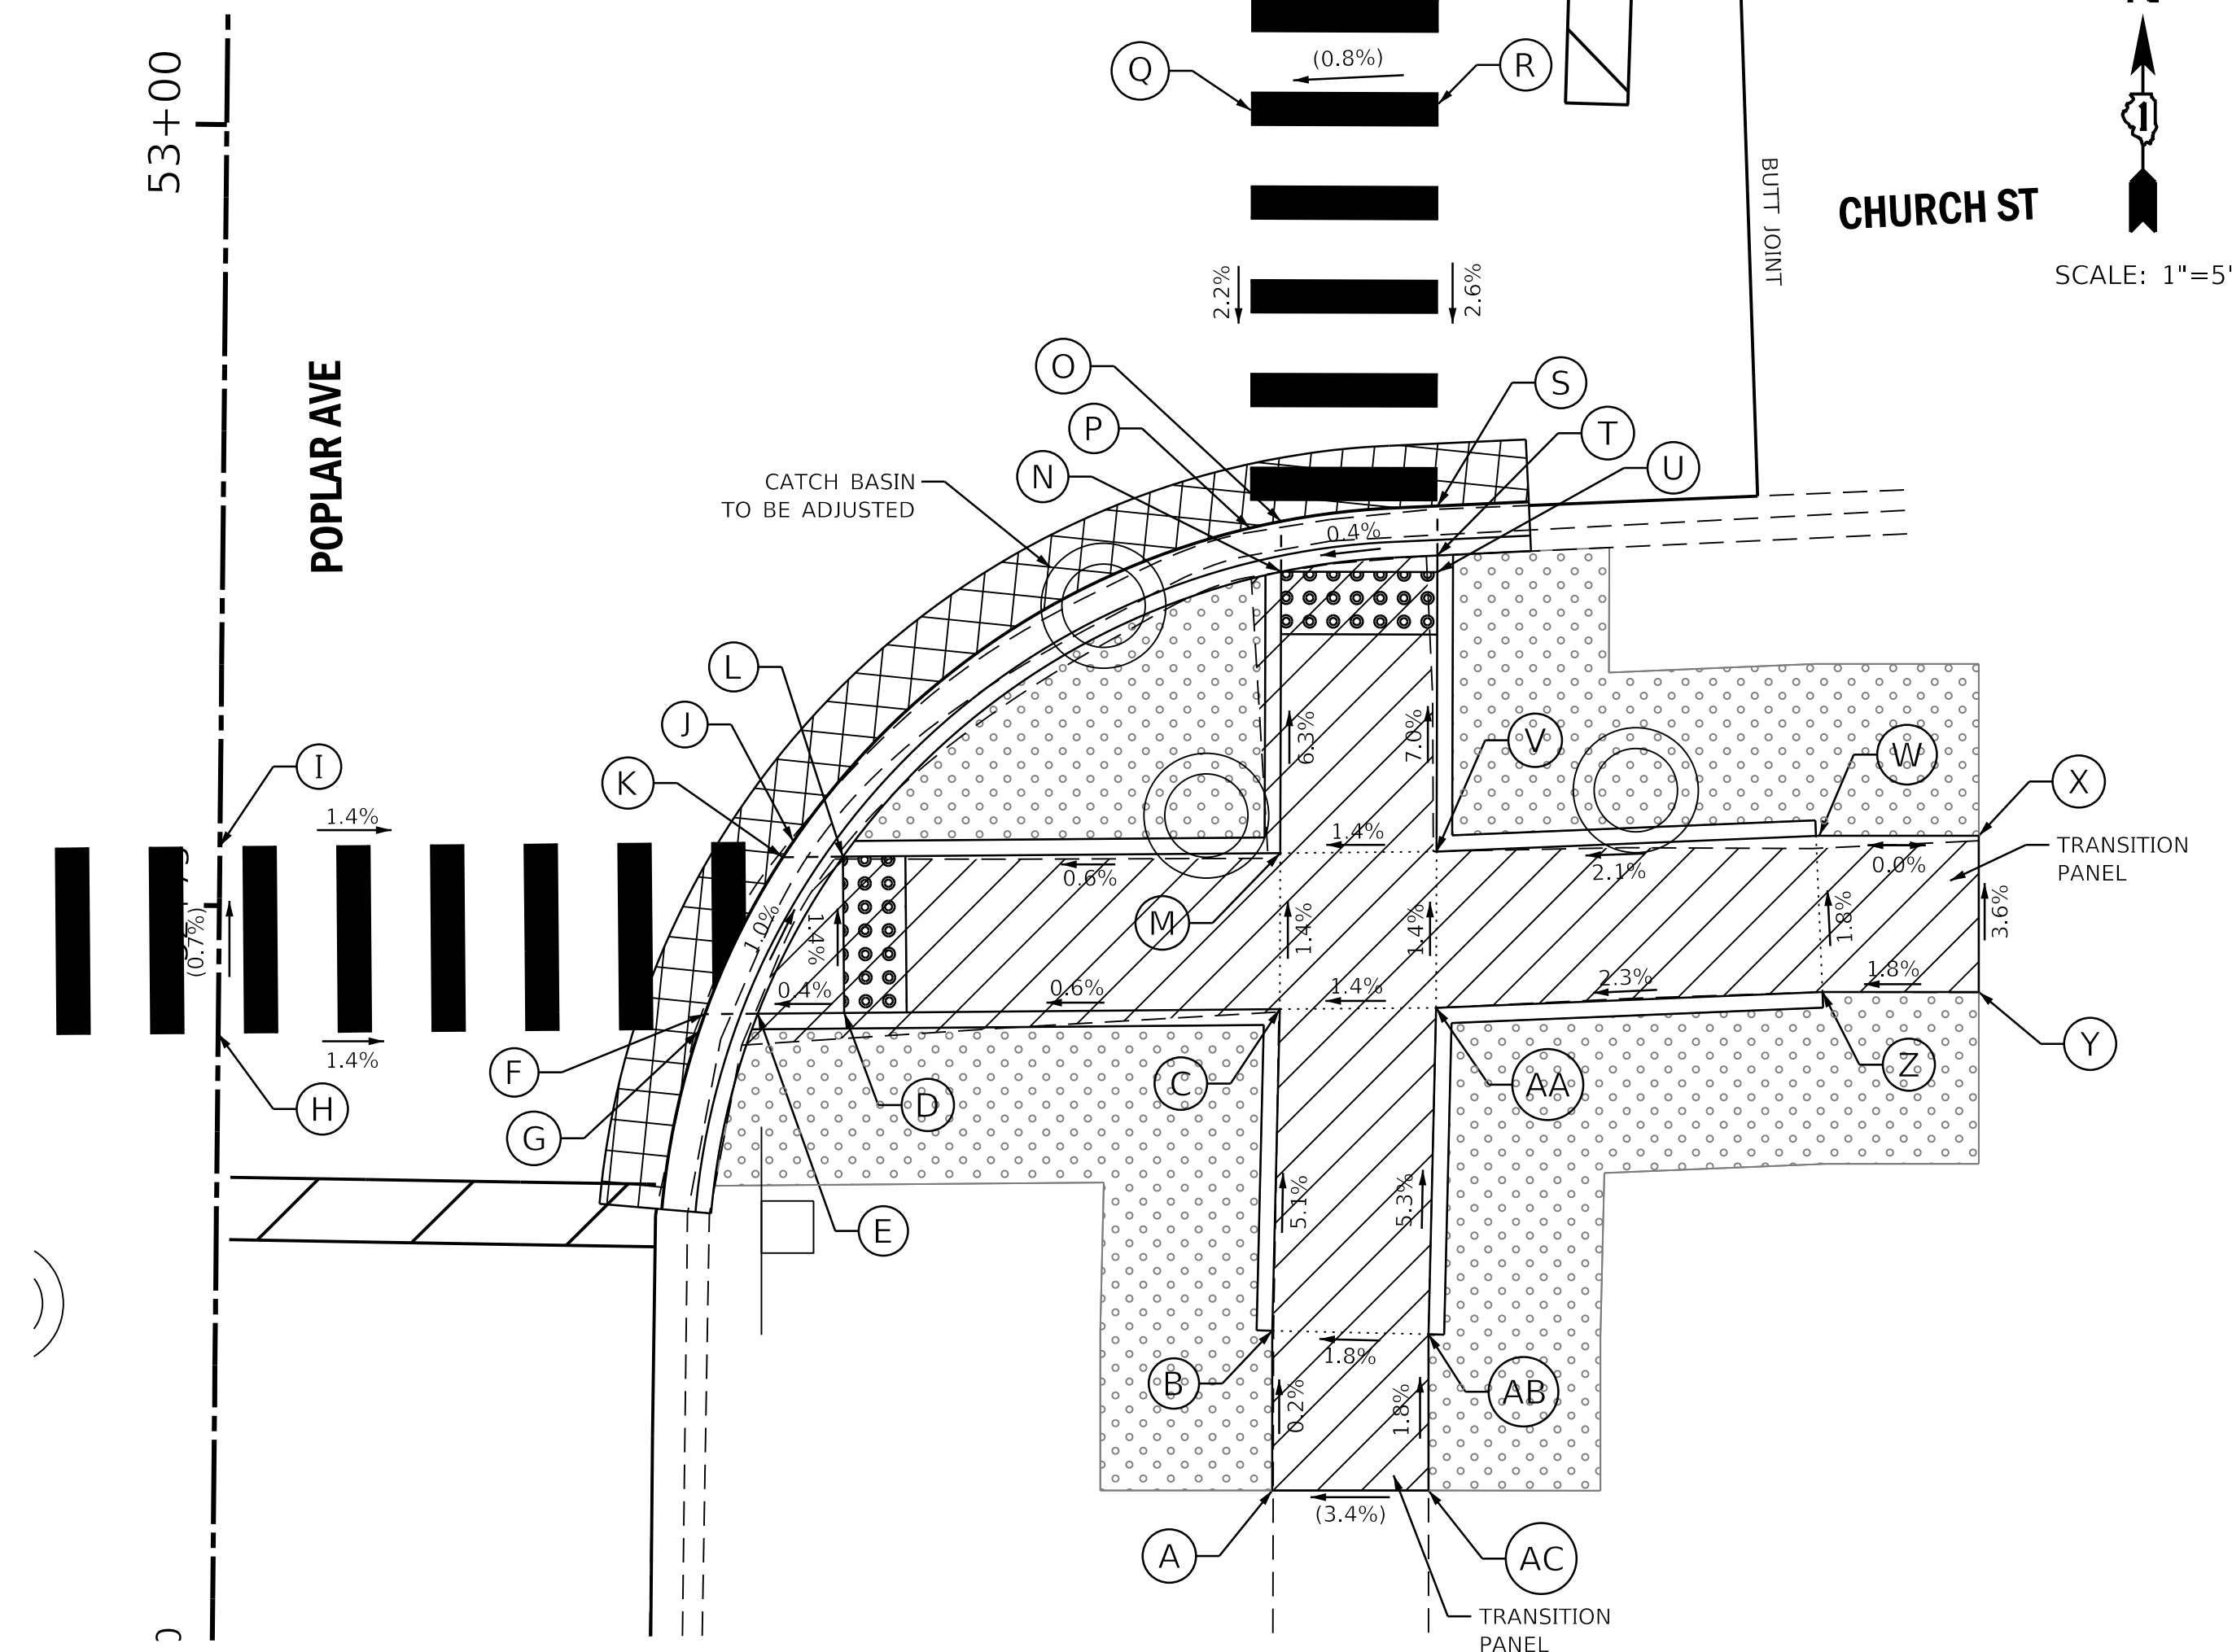 53+00
(0.8%)
Q
R
BUTT JOINT
CHURCH ST
SCALE: 1"=5'
2.2%
2.6%
POPLAR AVE
O
S
P
T
N
U
CATCH BASIN
TO BE ADJUSTED
0.4%
L
J
K
I
1.4%
6.3%
7.0%
V
W
X
TRANSITION
PANEL
1.4%
0.6%
2.1%
0.0%
(0.7%)
1.0%
1.4%
M
1.4%
1.4%
1.8%
3.6%
0.4%
0.6%
1.4%
2.3%
1.8%
1.4%
F
G
H
D
E
C
AA
Z
Y
5.1%
5.3%
1.8%
B
AB
0.2%
1.8%
(3.4%)
A
AC
TRANSITION
PANEL